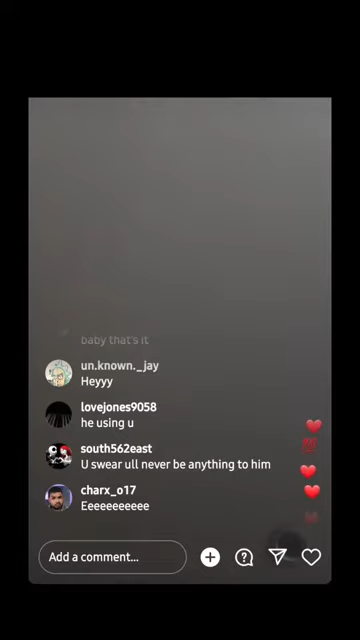 baby that's it
un.known._jay
Heyyy
lovejones9058
he using u
south562east
U swear ull never be anything to him
charx_o17
Eeeeeeeeee
Add a comment...